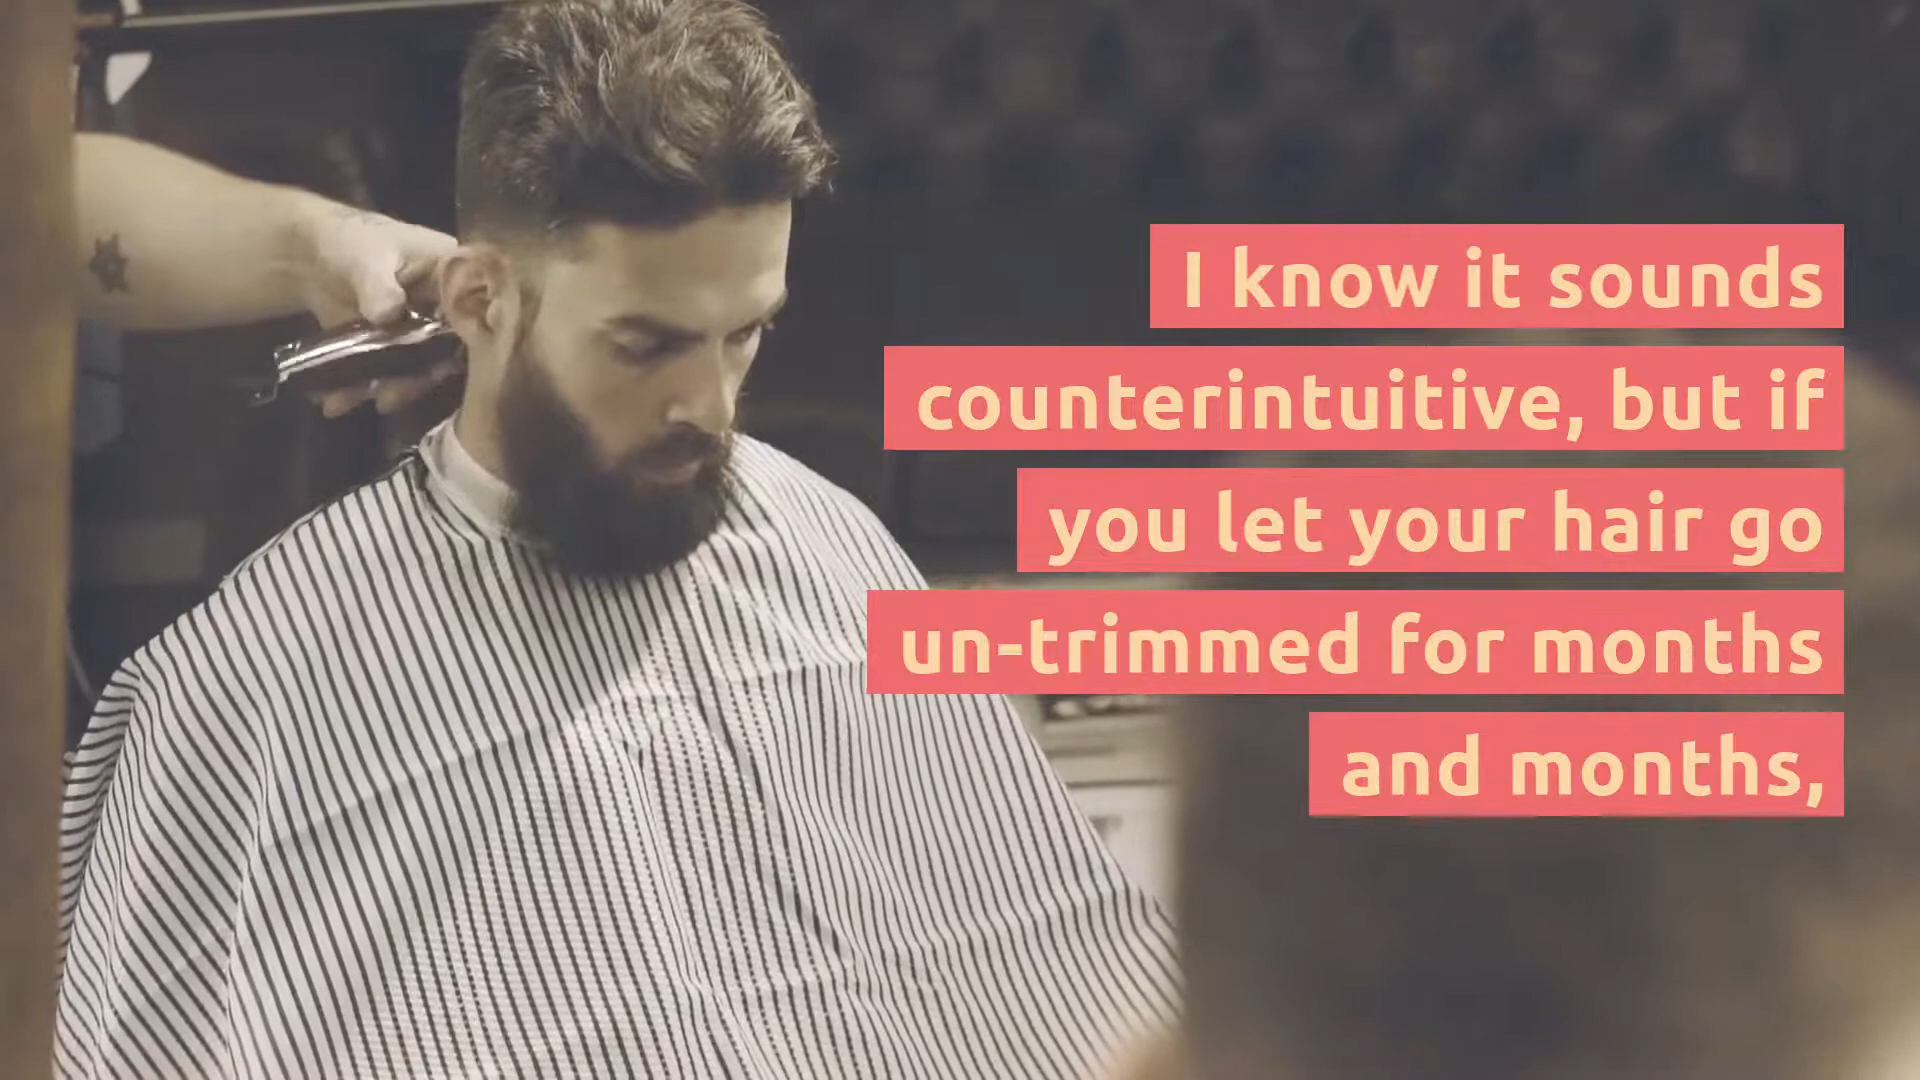 I know it sounds
counterintuitive, but if
you let your hair go
un-trimmed for months
and months,